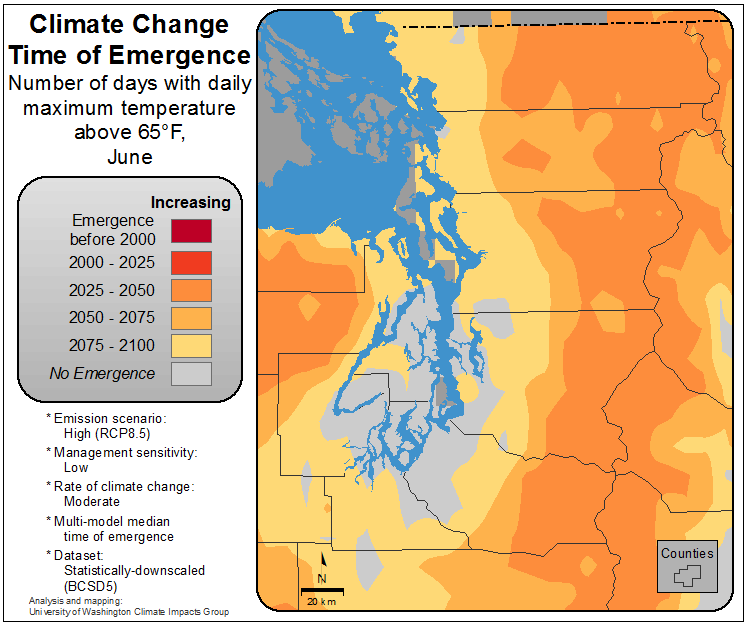 Climate Change
Time of Emergence
Number of days with daily
maximum temperature
above 65°F,
June
Increasing
Emergence
before 2000
2000 - 2025
2025 - 2050
2050 - 2075
2075 - 2100
No Emergence
* Emission scenario:
High (RCP8.5)
* Management sensitivity:
Low
* Rate of climate change:
Moderate
* Multi-model median
time of emergence
* Dataset:
Statistically-downscaled
(BCSD5)
Analysis and mapping:
University of Washington Climate Impacts Group
N
20 km
Counties